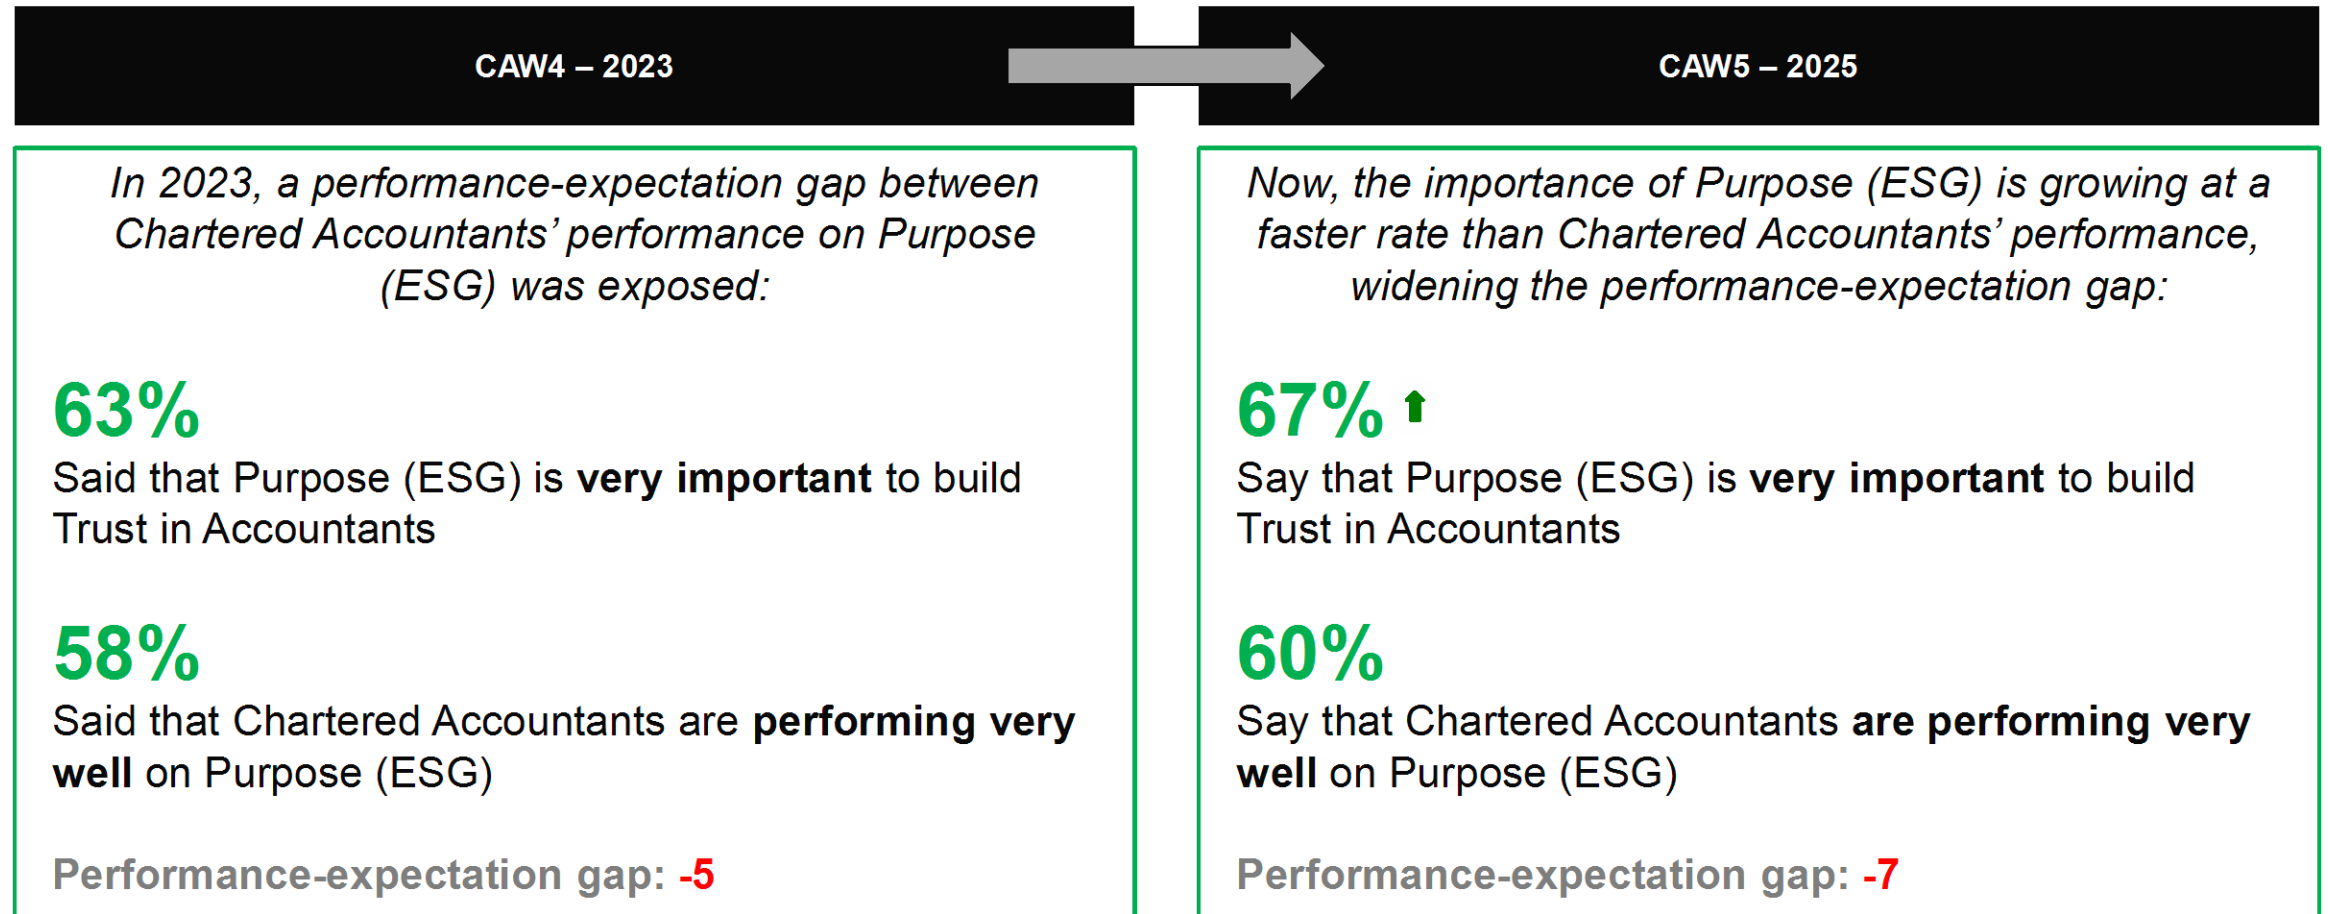 CAW4 – 2023
CAW5 – 2025
In 2023, a performance-expectation gap between
Chartered Accountants’ performance on Purpose
(ESG) was exposed:
63%
Said that Purpose (ESG) is very important to build
Trust in Accountants
58%
Said that Chartered Accountants are performing very
well on Purpose (ESG)
Performance-expectation gap: -5
Now, the importance of Purpose (ESG) is growing at a
faster rate than Chartered Accountants’ performance,
widening the performance-expectation gap:
67%
Say that Purpose (ESG) is very important to build
Trust in Accountants
60%
Say that Chartered Accountants are performing very
well on Purpose (ESG)
Performance-expectation gap: -7